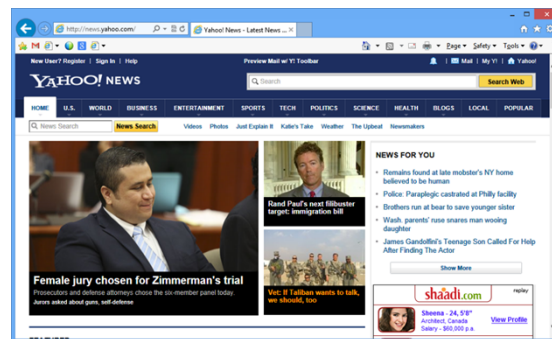 http://news.yahoo.com/
Yahoo! News - Latest News ...
Page Safety Tools
New User? Register | Sign In | Help
Preview Mail w/ Y! Toolbar
Mail | My Y! | Yahoo!
YAHOO! NEWS
Search
Search Web
HOME U.S. WORLD BUSINESS ENTERTAINMENT SPORTS TECH POLITICS SCIENCE HEALTH BLOGS LOCAL POPULAR
News Search
News Search
Videos Photos Just Explain It Katie's Take Weather The Upbeat Newsmakers
Female jury chosen for Zimmerman's trial
Prosecutors and defense attorneys chose the six-member panel today.
Jurors asked about guns, self-defense
Rand Paul's next filibuster
target: immigration bill
Vet: If Taliban wants to talk,
we should, too
NEWS FOR YOU
Remains found at late mobster's NY home
believed to be human
Police: Paraplegic castrated at Philly facility
Brothers run at bear to save younger sister
Wash. parents' ruse snares man wooing
daughter
James Gandolfini's Teenage Son Called For Help
After Finding The Actor
Show More
shaadi.com
replay
Sheena - 24, 5'8"
Architect, Canada
Salary - $60,000 p.a.
View Profile